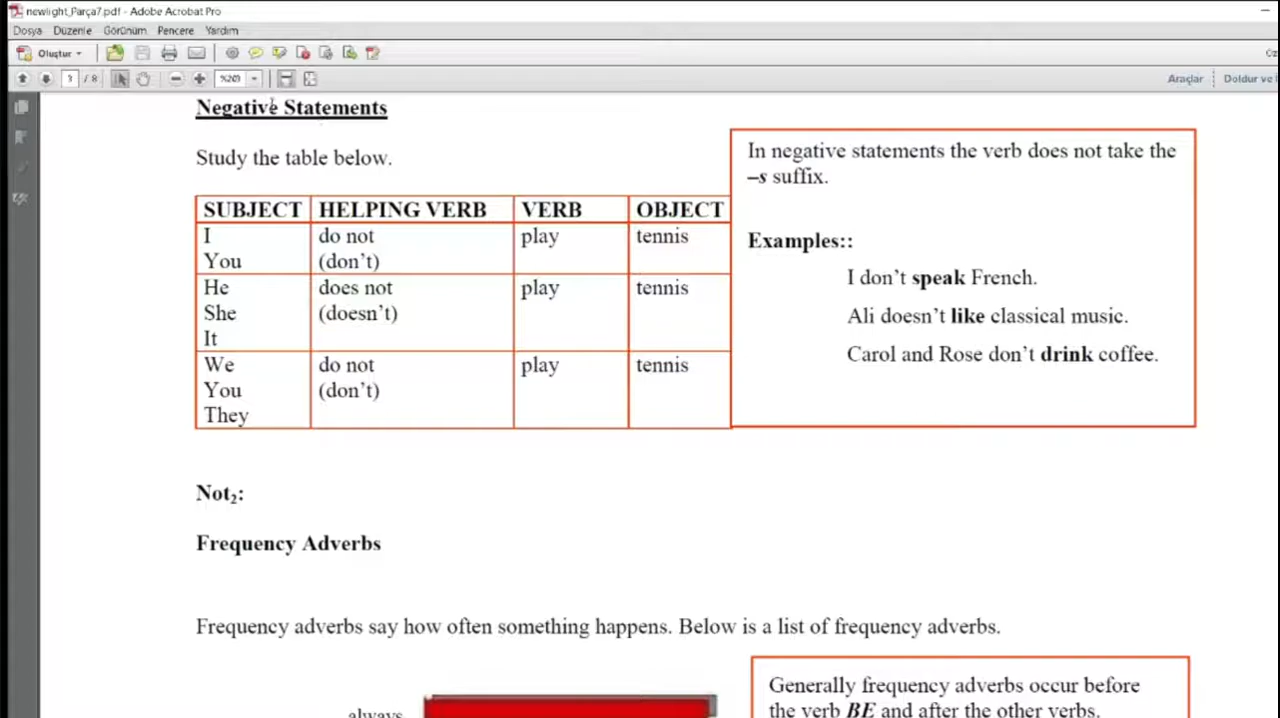 newlight_Parça7.pdf - Adobe Acrobat Pro
Dosya Düzenle Görünüm Pencere Yardım
Oluştur
3 / 8 %201
Araçlar Doldur ve İ
Negative Statements
Study the table below.
SUBJECT HELPING VERB VERB OBJECT
I do not play tennis
You (don't)
He does not play tennis
She (doesn't)
It
We do not play tennis
You (don't)
They
In negative statements the verb does not take the
–s suffix.
Examples::
I don't speak French.
Ali doesn't like classical music.
Carol and Rose don't drink coffee.
Not2:
Frequency Adverbs
Frequency adverbs say how often something happens. Below is a list of frequency adverbs.
always
Generally frequency adverbs occur before
the verb BE and after the other verbs.